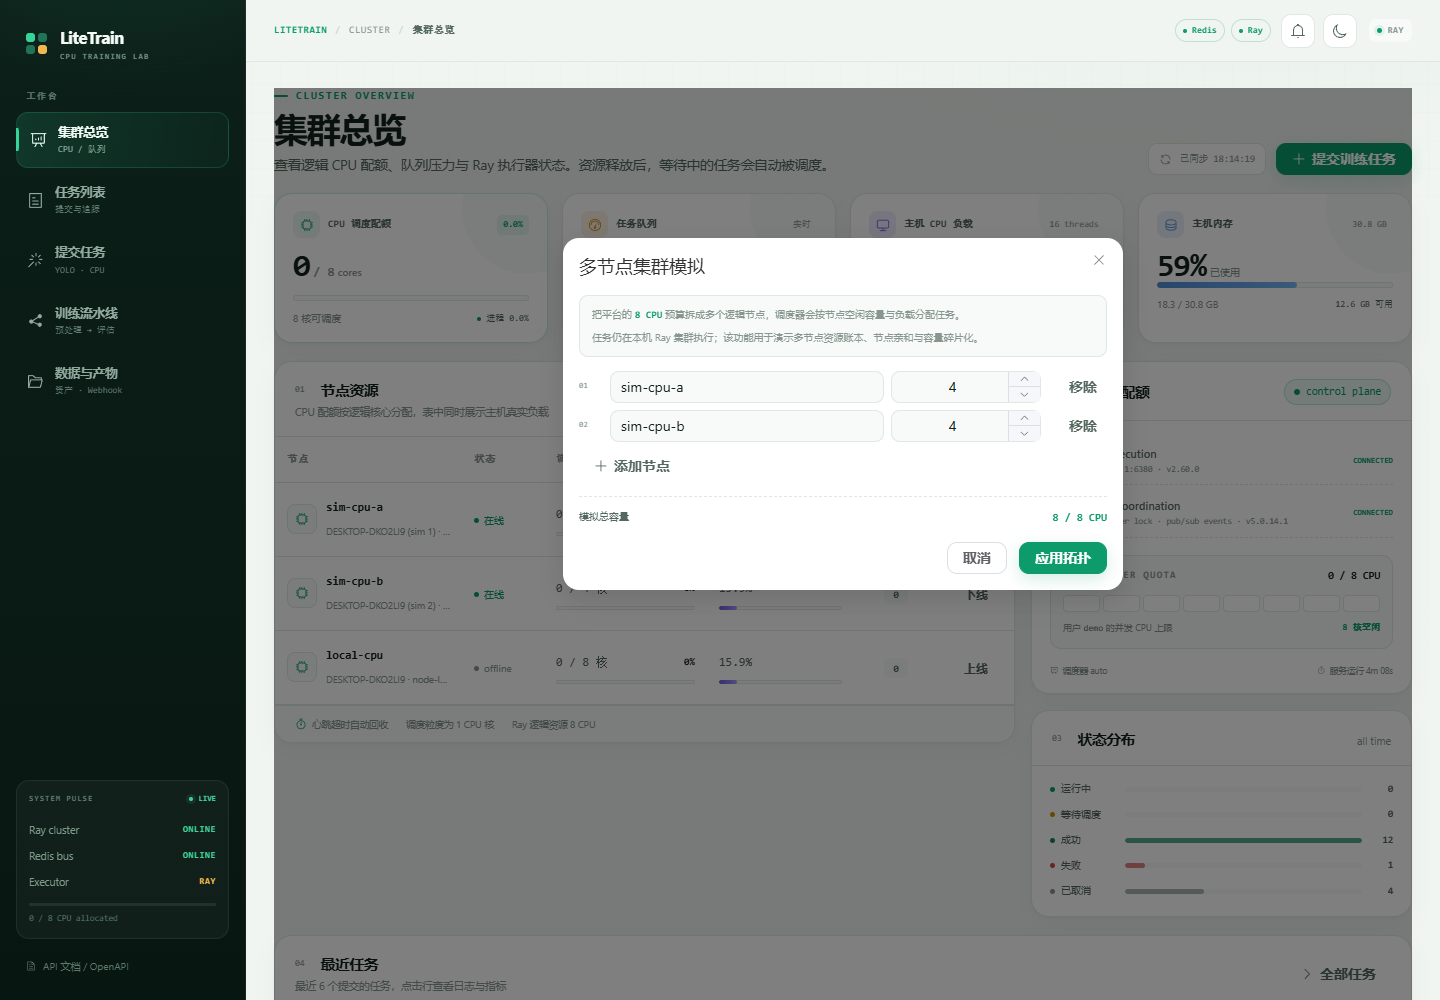 LiteTrain
CPU TRAINING LAB
工作台
集群总览
CPU / 队列
任务列表
提交与追踪
提交任务
YOLO · CPU
训练流水线
预处理 → 评估
数据与产物
资产 · Webhook
SYSTEM PULSE
LIVE
Ray cluster ONLINE
Redis bus ONLINE
Executor RAY
0 / 8 CPU allocated
API 文档 / OpenAPI
LITETRAIN / CLUSTER / 集群总览
Redis
Ray
RAY
CLUSTER OVERVIEW
集群总览
查看逻辑 CPU 配额、队列压力与 Ray 执行器状态。资源释放后，等待中的任务会自动被调度。
已同步 18:14:19
提交训练任务
CPU 调度配额 0.0%
0 / 8 cores
8 核可调度 进程 0.0%
任务队列 实时
主机 CPU 负载 16 threads
主机内存 30.8 GB
59% 已使用
18.3 / 30.8 GB 12.6 GB 可用
多节点集群模拟
把平台的 8 CPU 预算拆成多个逻辑节点，调度器会按节点空闲容量与负载分配任务。
任务仍在本机 Ray 集群执行；该功能用于演示多节点资源账本、节点亲和与容量碎片化。
01 sim-cpu-a 4 移除
02 sim-cpu-b 4 移除
添加节点
模拟总容量 8 / 8 CPU
取消
应用拓扑
01 节点资源
CPU 配额按逻辑核心分配，表中同时展示主机真实负载
节点 状态
sim-cpu-a
DESKTOP-DKO2LI9 (sim 1) · ...
在线
sim-cpu-b
DESKTOP-DKO2LI9 (sim 2) · ...
在线
0 下线
local-cpu
DESKTOP-DKO2LI9 · node-l...
offline
0 / 8 核 0%
15.9%
0
上线
心跳超时自动回收 调度粒度为 1 CPU 核 Ray 逻辑资源 8 CPU
配额
control plane
ecution
1:6380 · v2.60.0
CONNECTED
oordination
r lock · pub/sub events · v5.0.14.1
CONNECTED
ER QUOTA 0 / 8 CPU
用户 demo 的并发 CPU 上限 8 核空闲
调度器 auto 服务运行 4m 08s
03 状态分布 all time
运行中 0
等待调度 0
成功 12
失败 1
已取消 4
04 最近任务
最近 6 个提交的任务，点击行查看日志与指标
全部任务